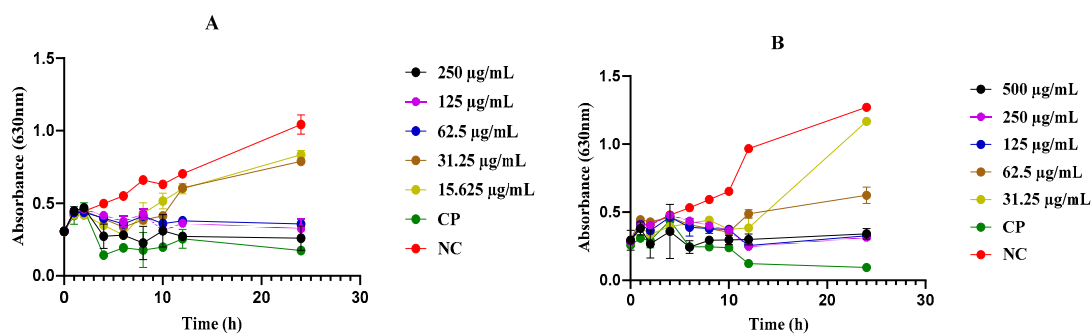 A
Absorbance (630nm)
1.5
1.0
0.5
0.0
0
10
20
30
Time (h)
250 µg/mL
125 µg/mL
62.5 µg/mL
31.25 µg/mL
15.625 µg/mL
CP
NC
B
Absorbance (630nm)
1.5
1.0
0.5
0.0
0
10
20
30
Time (h)
500 µg/mL
250 µg/mL
125 µg/mL
62.5 µg/mL
31.25 µg/mL
CP
NC